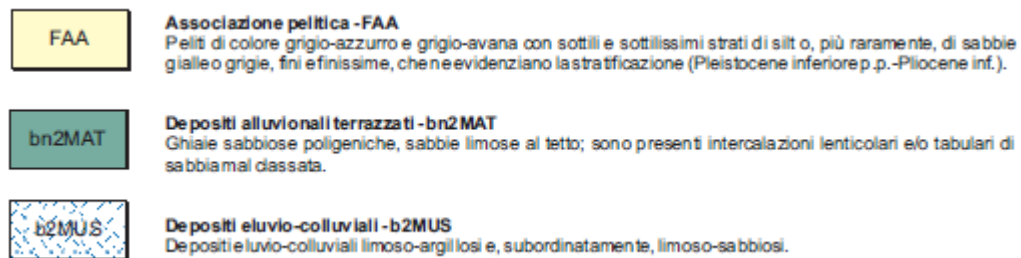 FAA
Associazione pelitica -FAA
Peliti di colore grigio-azzurro e grigio-avana con sottili e sottilissimi strati di silt o, più raramente, di sabbie
gialle o grigie, fini e finissime, che ne evidenziano la stratificazione (Pleistocene inferiore p.p.-Pliocene inf.).
bn2MAT
Depositi alluvionali terrazzati -bn2MAT
Ghiaie sabbiose poligeniche, sabbie limose al tetto; sono presenti intercalazioni lenticolari e/o tabulari di
sabbia mal classata.
b2MUS
Depositi eluvio-colluviali -b2MUS
Depositi eluvio-colluviali limoso-argillosi e, subordinatamente, limoso-sabbiosi.